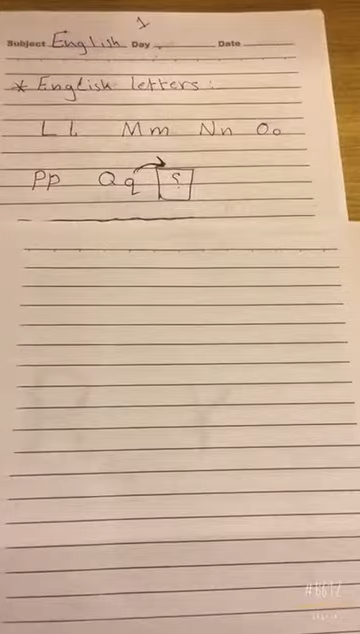 1
Subject English Day Date
* English letters:
Ll Mm Nn Oo
Pp Qq ?